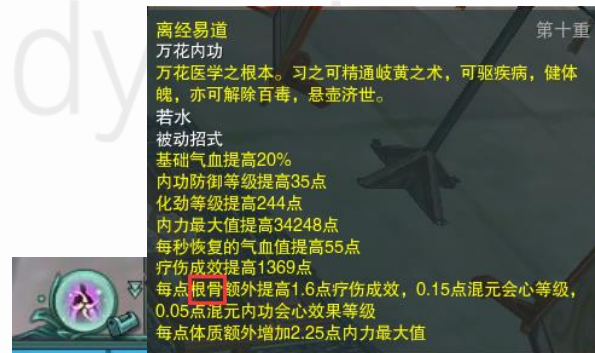 dy
离经易道 第十重
万花内功
万花医学之根本。习之可精通岐黄之术，可驱疾病，健体
魄，亦可解除百毒，悬壶济世。
若水
被动招式
基础气血提高20%
内功防御等级提高35点
化劲等级提高244点
内力最大值提高34248点
每秒恢复的气血值提高55点
疗伤成效提高1369点
每点根骨额外提高1.6点疗伤成效，0.15点混元会心等级，
0.05点混元内功会心效果等级
每点体质额外增加2.25点内力最大值